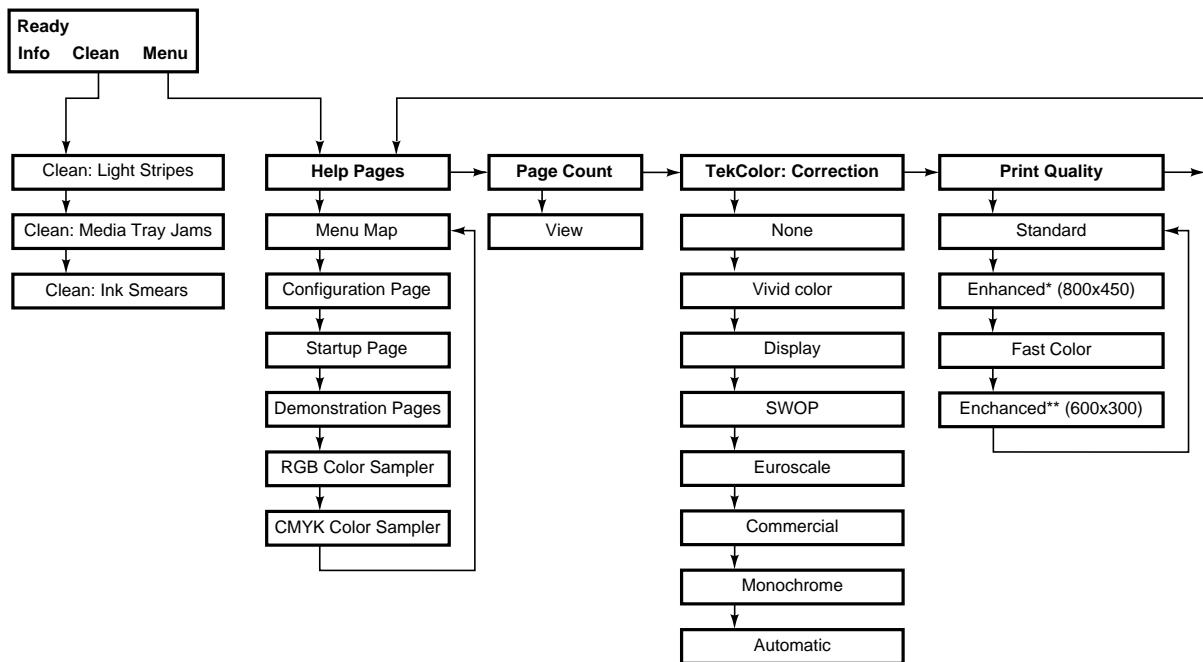 Ready
Info Clean Menu
Clean: Light Stripes
Clean: Media Tray Jams
Clean: Ink Smears
Help Pages
Menu Map
Configuration Page
Startup Page
Demonstration Pages
RGB Color Sampler
CMYK Color Sampler
Page Count
View
TekColor: Correction
None
Vivid color
Display
SWOP
Euroscale
Commercial
Monochrome
Automatic
Print Quality
Standard
Enhanced* (800x450)
Fast Color
Enchanced** (600x300)